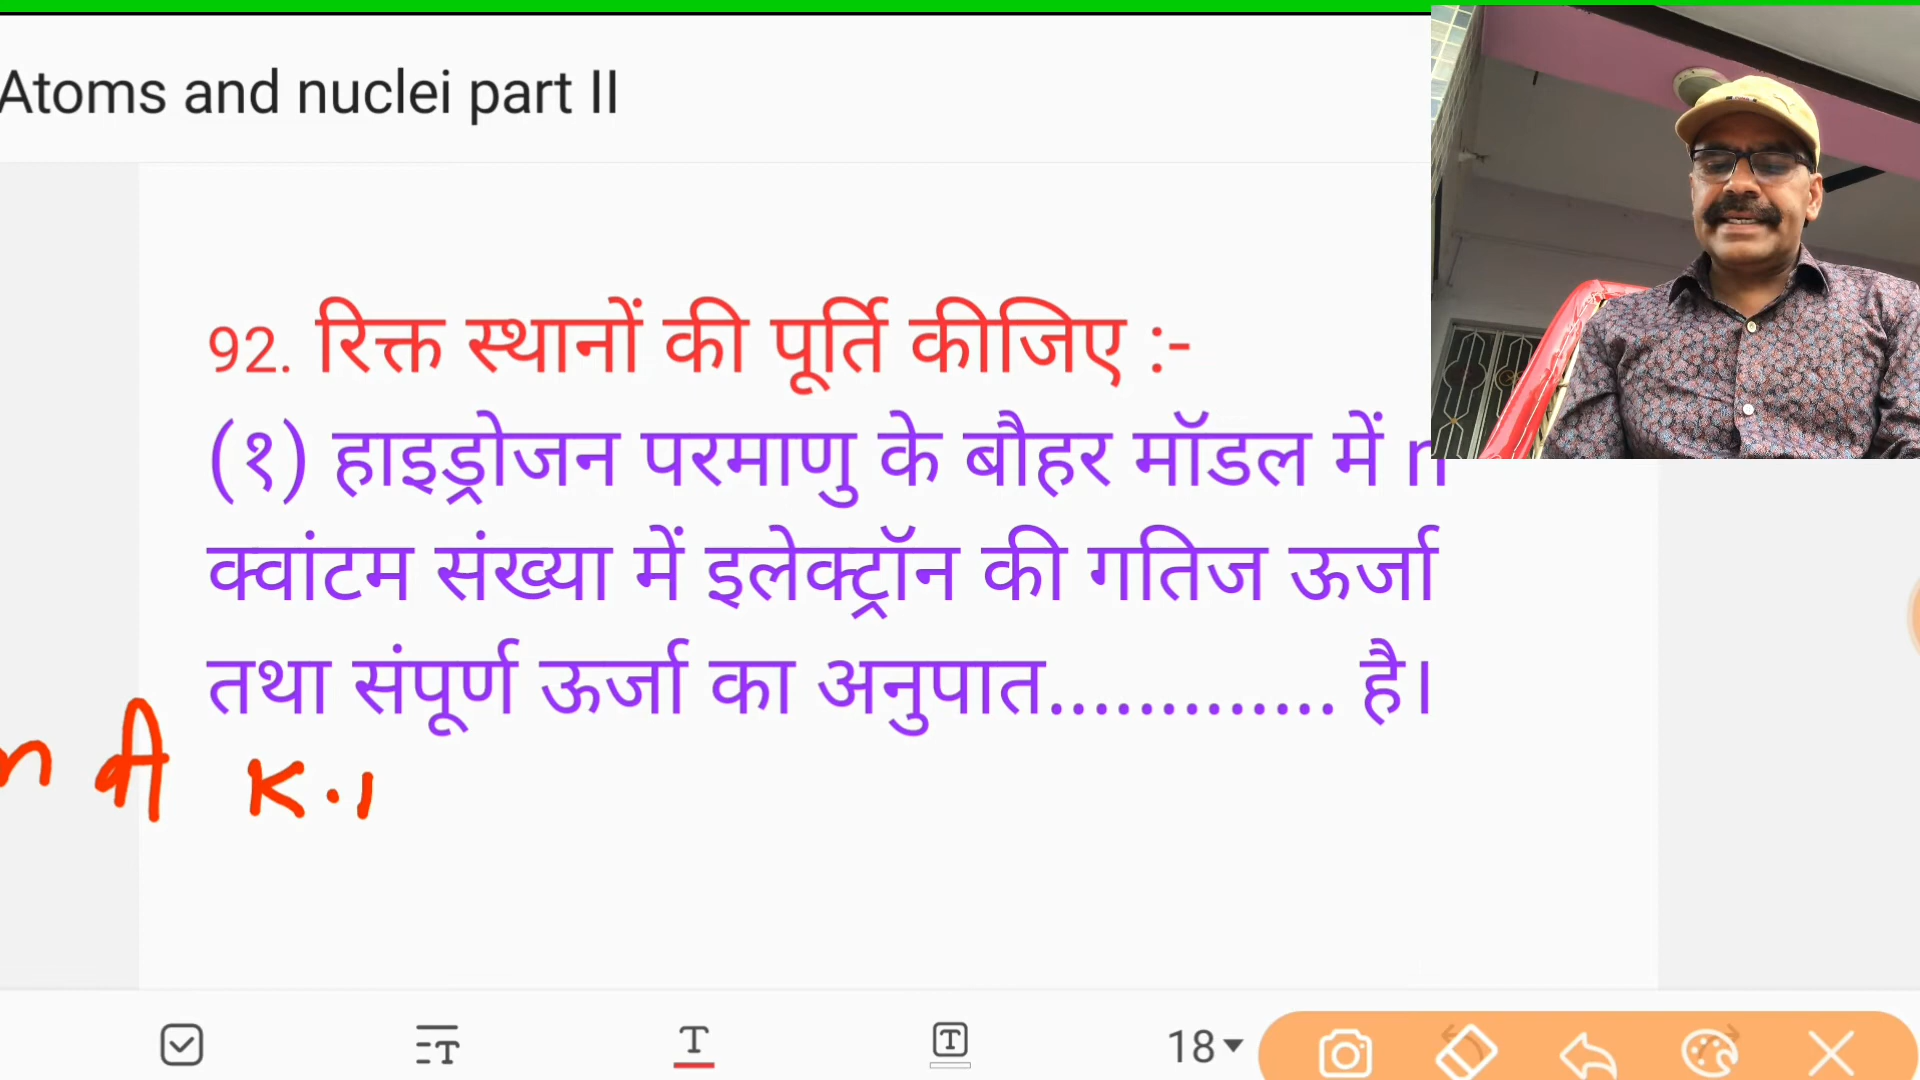 Atoms and nuclei part II
92. रिक्त स्थानों की पूर्ति कीजिए :-
(१) हाइड्रोजन परमाणु के बौहर मॉडल में n
क्वांटम संख्या में इलेक्ट्रॉन की गतिज ऊर्जा
तथा संपूर्ण ऊर्जा का अनुपात............. है।
n की K.
18